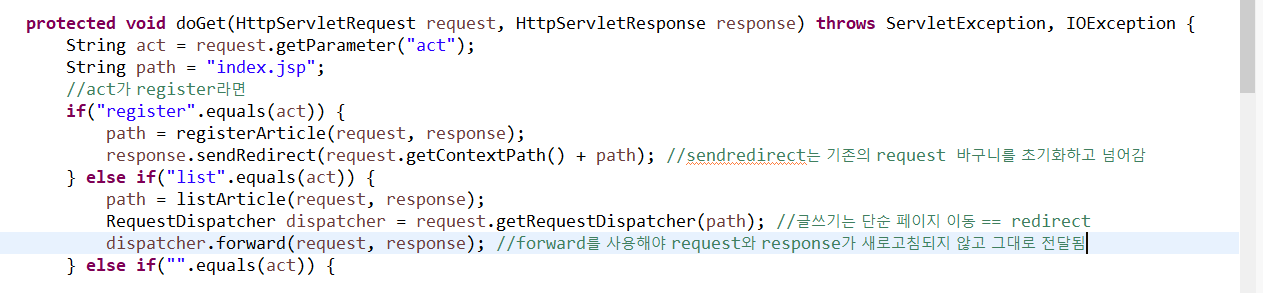 protected void doGet(HttpServletRequest request, HttpServletResponse response) throws ServletException, IOException {
String act = request.getParameter("act");
String path = "index.jsp";
//act가 register라면
if("register".equals(act)) {
path = registerArticle(request, response);
response.sendRedirect(request.getContextPath() + path); //sendredirect는 기존의 request 바구니를 초기화하고 넘어감
} else if("list".equals(act)) {
path = listArticle(request, response);
RequestDispatcher dispatcher = request.getRequestDispatcher(path); //글쓰기는 단순 페이지 이동 == redirect
dispatcher.forward(request, response); //forward를 사용해야 request와 response가 새로고침되지 않고 그대로 전달됨
} else if("".equals(act)) {